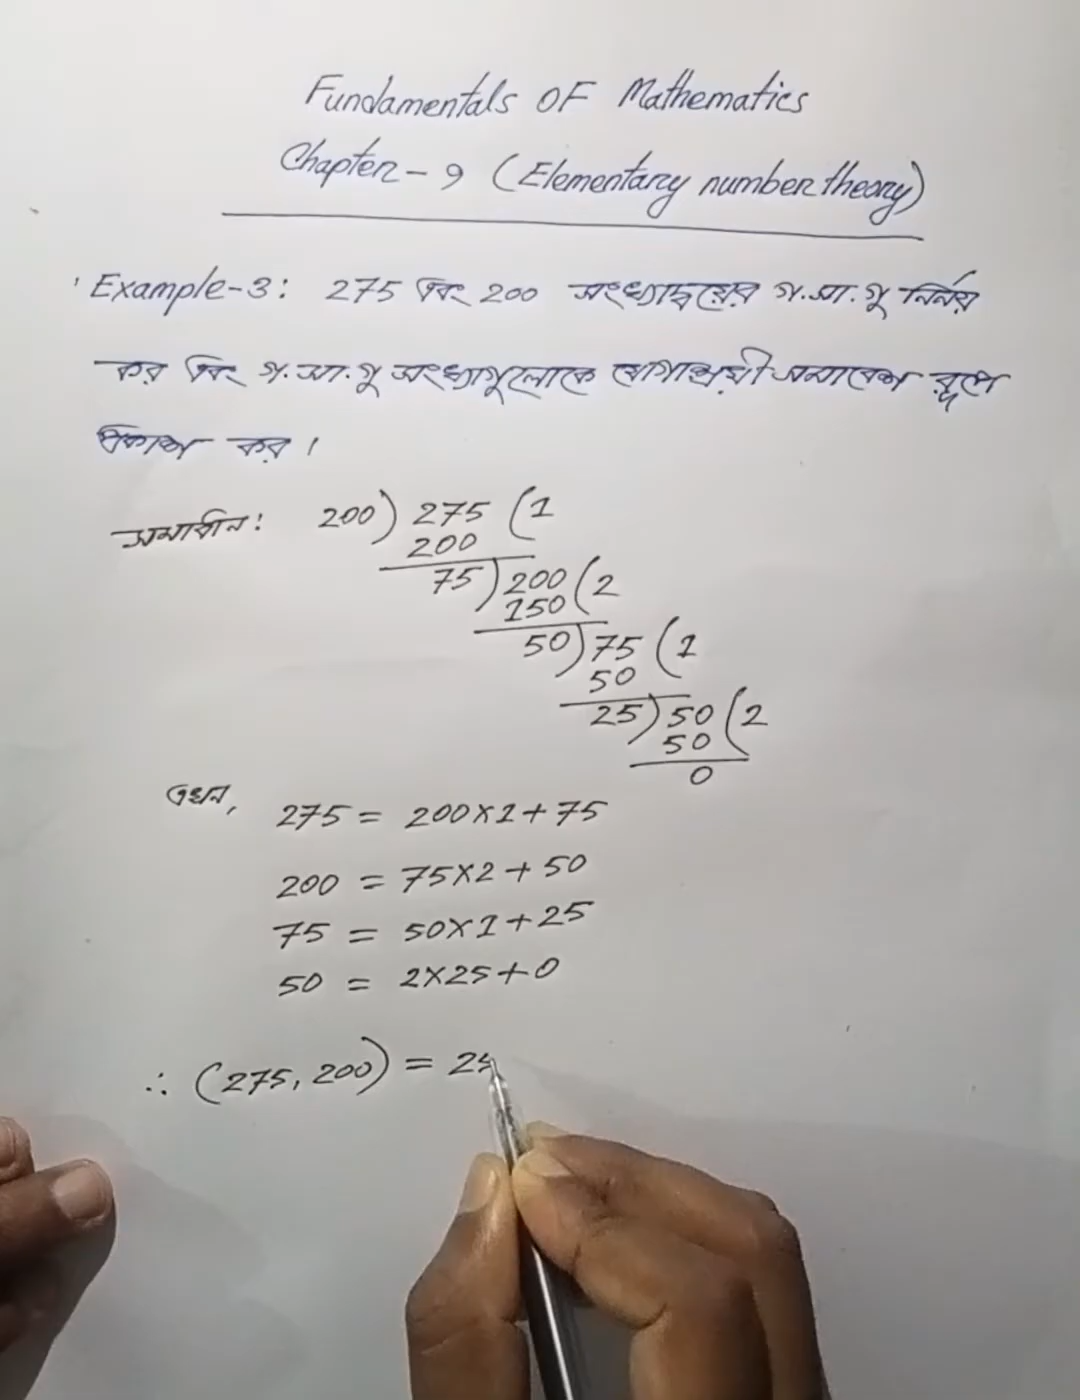 Fundamentals OF Mathematics
Chapter-9 (Elementary number theory)
Example-3: 275 এবং 200 সংখ্যাদ্বয়ের গ.সা.গু নির্নয়
কর এবং গ.সা.গু সংখ্যাগুলোকে যোগাশ্রয়ী সমাবেশ রূপে
প্রকাশ কর।
সমাধান: 200) 275 (1
200
75) 200 (2
150
50) 75 (1
50
25) 50 (2
50
0
এখন, 275 = 200×1+75
200 = 75×2+50
75 = 50×1+25
50 = 2×25+0
∴ (275, 200) = 25